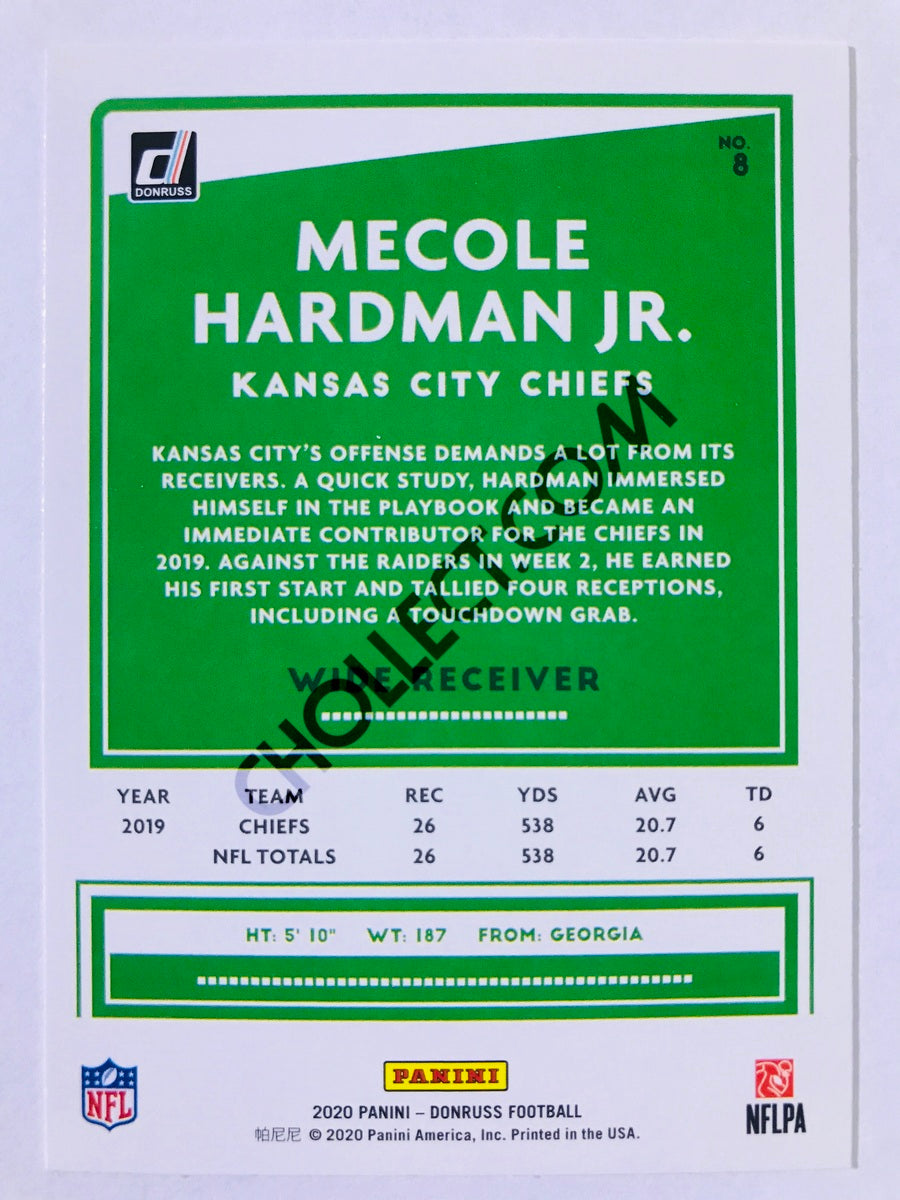 DONRUSS
NO.
8
MECOLE
HARDMAN JR.
KANSAS CITY CHIEFS
KANSAS CITY'S OFFENSE DEMANDS A LOT FROM ITS
RECEIVERS. A QUICK STUDY, HARDMAN IMMERSED
HIMSELF IN THE PLAYBOOK AND BECAME AN
IMMEDIATE CONTRIBUTOR FOR THE CHIEFS IN
2019. AGAINST THE RAIDERS IN WEEK 2, HE EARNED
HIS FIRST START AND TALLIED FOUR RECEPTIONS,
INCLUDING A TOUCHDOWN GRAB.
WIDE RECEIVER
CHOLLECT.COM
YEAR TEAM REC YDS AVG TD
2019 CHIEFS 26 538 20.7 6
NFL TOTALS 26 538 20.7 6
HT: 5' 10" WT: 187 FROM: GEORGIA
NFL
PANINI
NFLPA
2020 PANINI – DONRUSS FOOTBALL
帕尼尼 © 2020 Panini America, Inc. Printed in the USA.